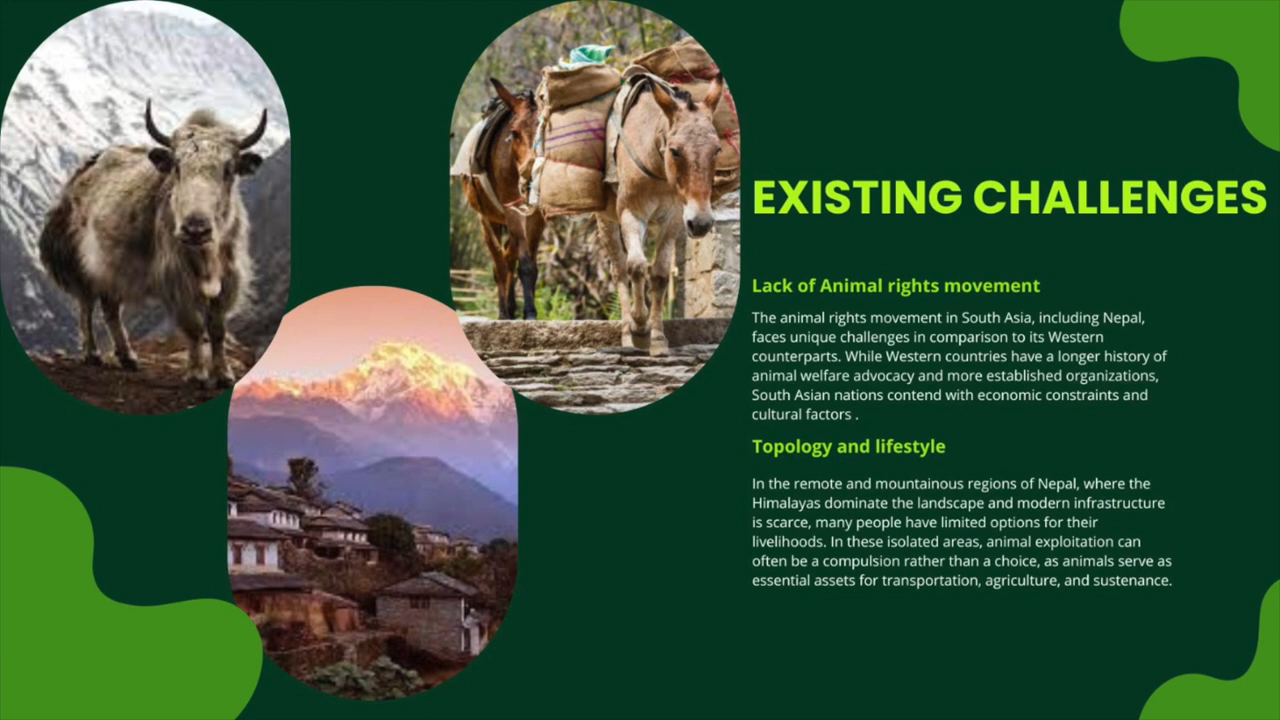 EXISTING CHALLENGES
Lack of Animal rights movement
The animal rights movement in South Asia, including Nepal,
faces unique challenges in comparison to its Western
counterparts. While Western countries have a longer history of
animal welfare advocacy and more established organizations,
South Asian nations contend with economic constraints and
cultural factors .
Topology and lifestyle
In the remote and mountainous regions of Nepal, where the
Himalayas dominate the landscape and modern infrastructure
is scarce, many people have limited options for their
livelihoods. In these isolated areas, animal exploitation can
often be a compulsion rather than a choice, as animals serve as
essential assets for transportation, agriculture, and sustenance.